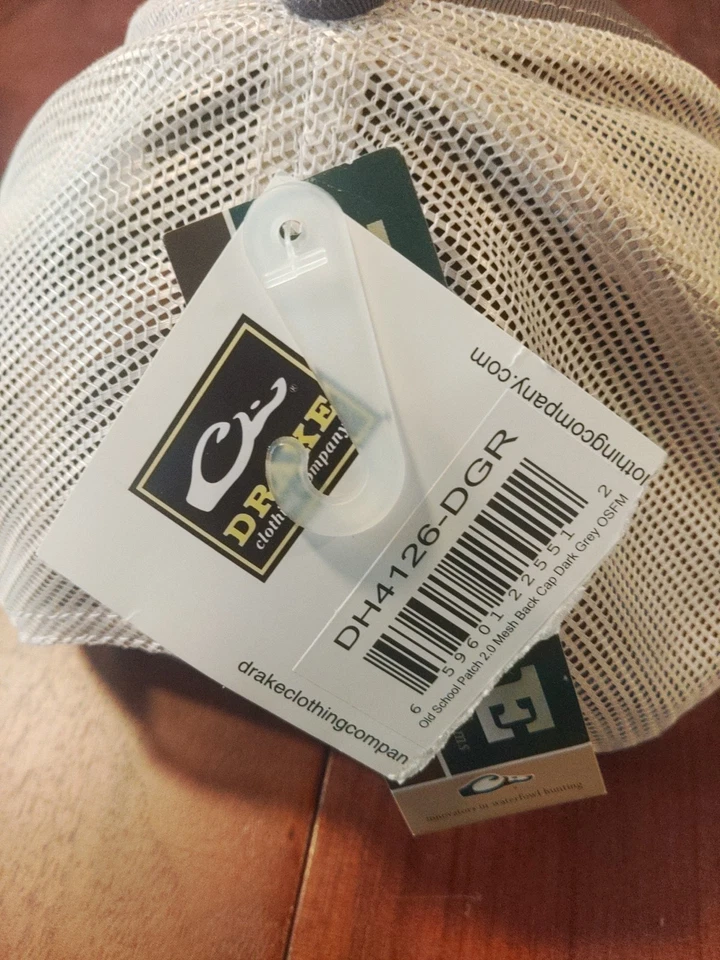 DRAKE
clothing company
®
lothingcompany.com
DH4126-DGR
6 59601 22551 2
Old School Patch 2.0 Mesh Back Cap Dark Grey OSFM
drakeclothingcompan
E
ms
innovators in waterfowl hunting